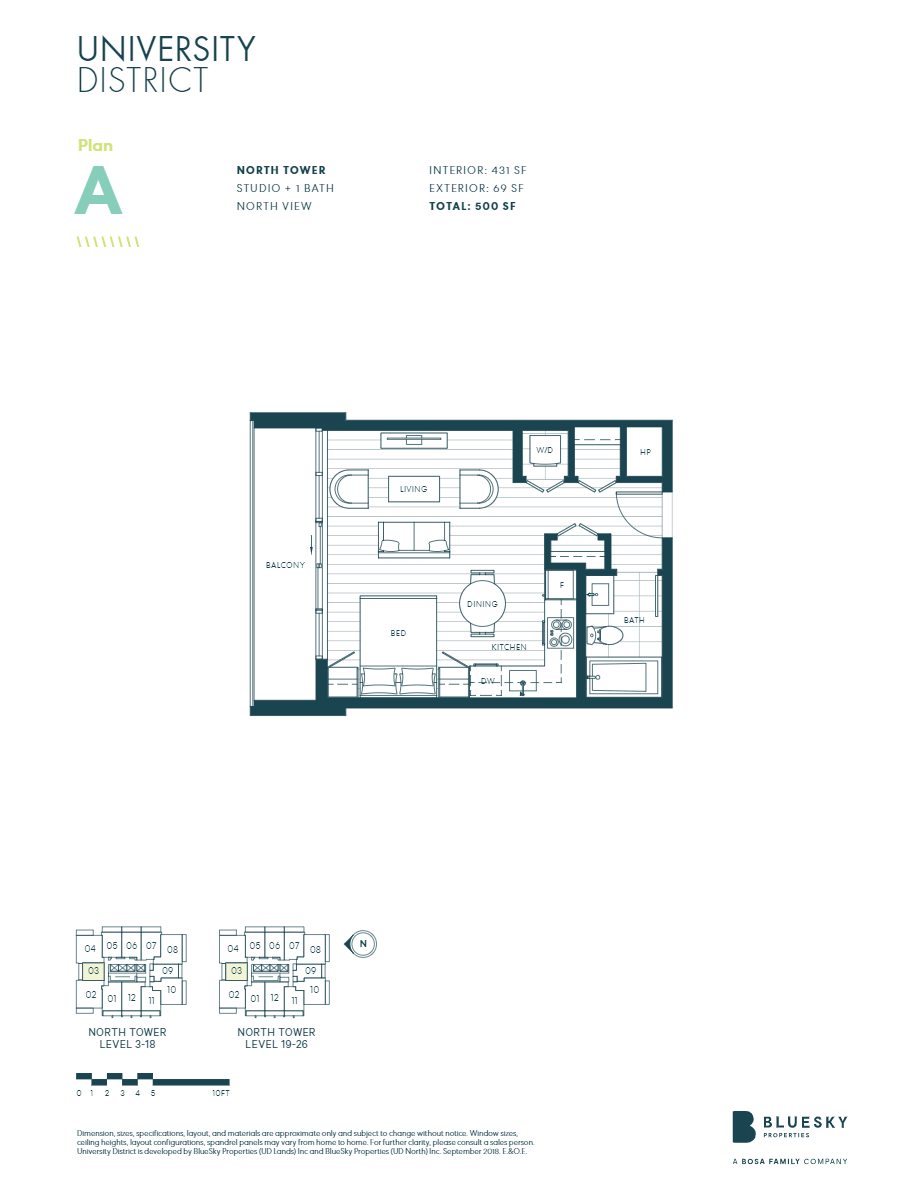 UNIVERSITY
DISTRICT
Plan
A
NORTH TOWER
STUDIO + 1 BATH
NORTH VIEW
INTERIOR: 431 SF
EXTERIOR: 69 SF
TOTAL: 500 SF
W/D
HP
LIVING
BALCONY
F
DINING
BATH
BED
KITCHEN
DW
04 05 06 07 08
03 09
02 01 12 11 10
NORTH TOWER
LEVEL 3-18
04 05 06 07 08
03 09
02 01 12 11 10
NORTH TOWER
LEVEL 19-26
N
0 1 2 3 4 5 10FT
Dimension, sizes, specifications, layout, and materials are approximate only and subject to change without notice. Window sizes,
ceiling heights, layout configurations, spandrel panels may vary from home to home. For further clarity, please consult a sales person.
University District is developed by BlueSky Properties (UD Lands) Inc and BlueSky Properties (UD North) Inc. September 2018. E.&O.E.
BLUESKY
PROPERTIES
A BOSA FAMILY COMPANY